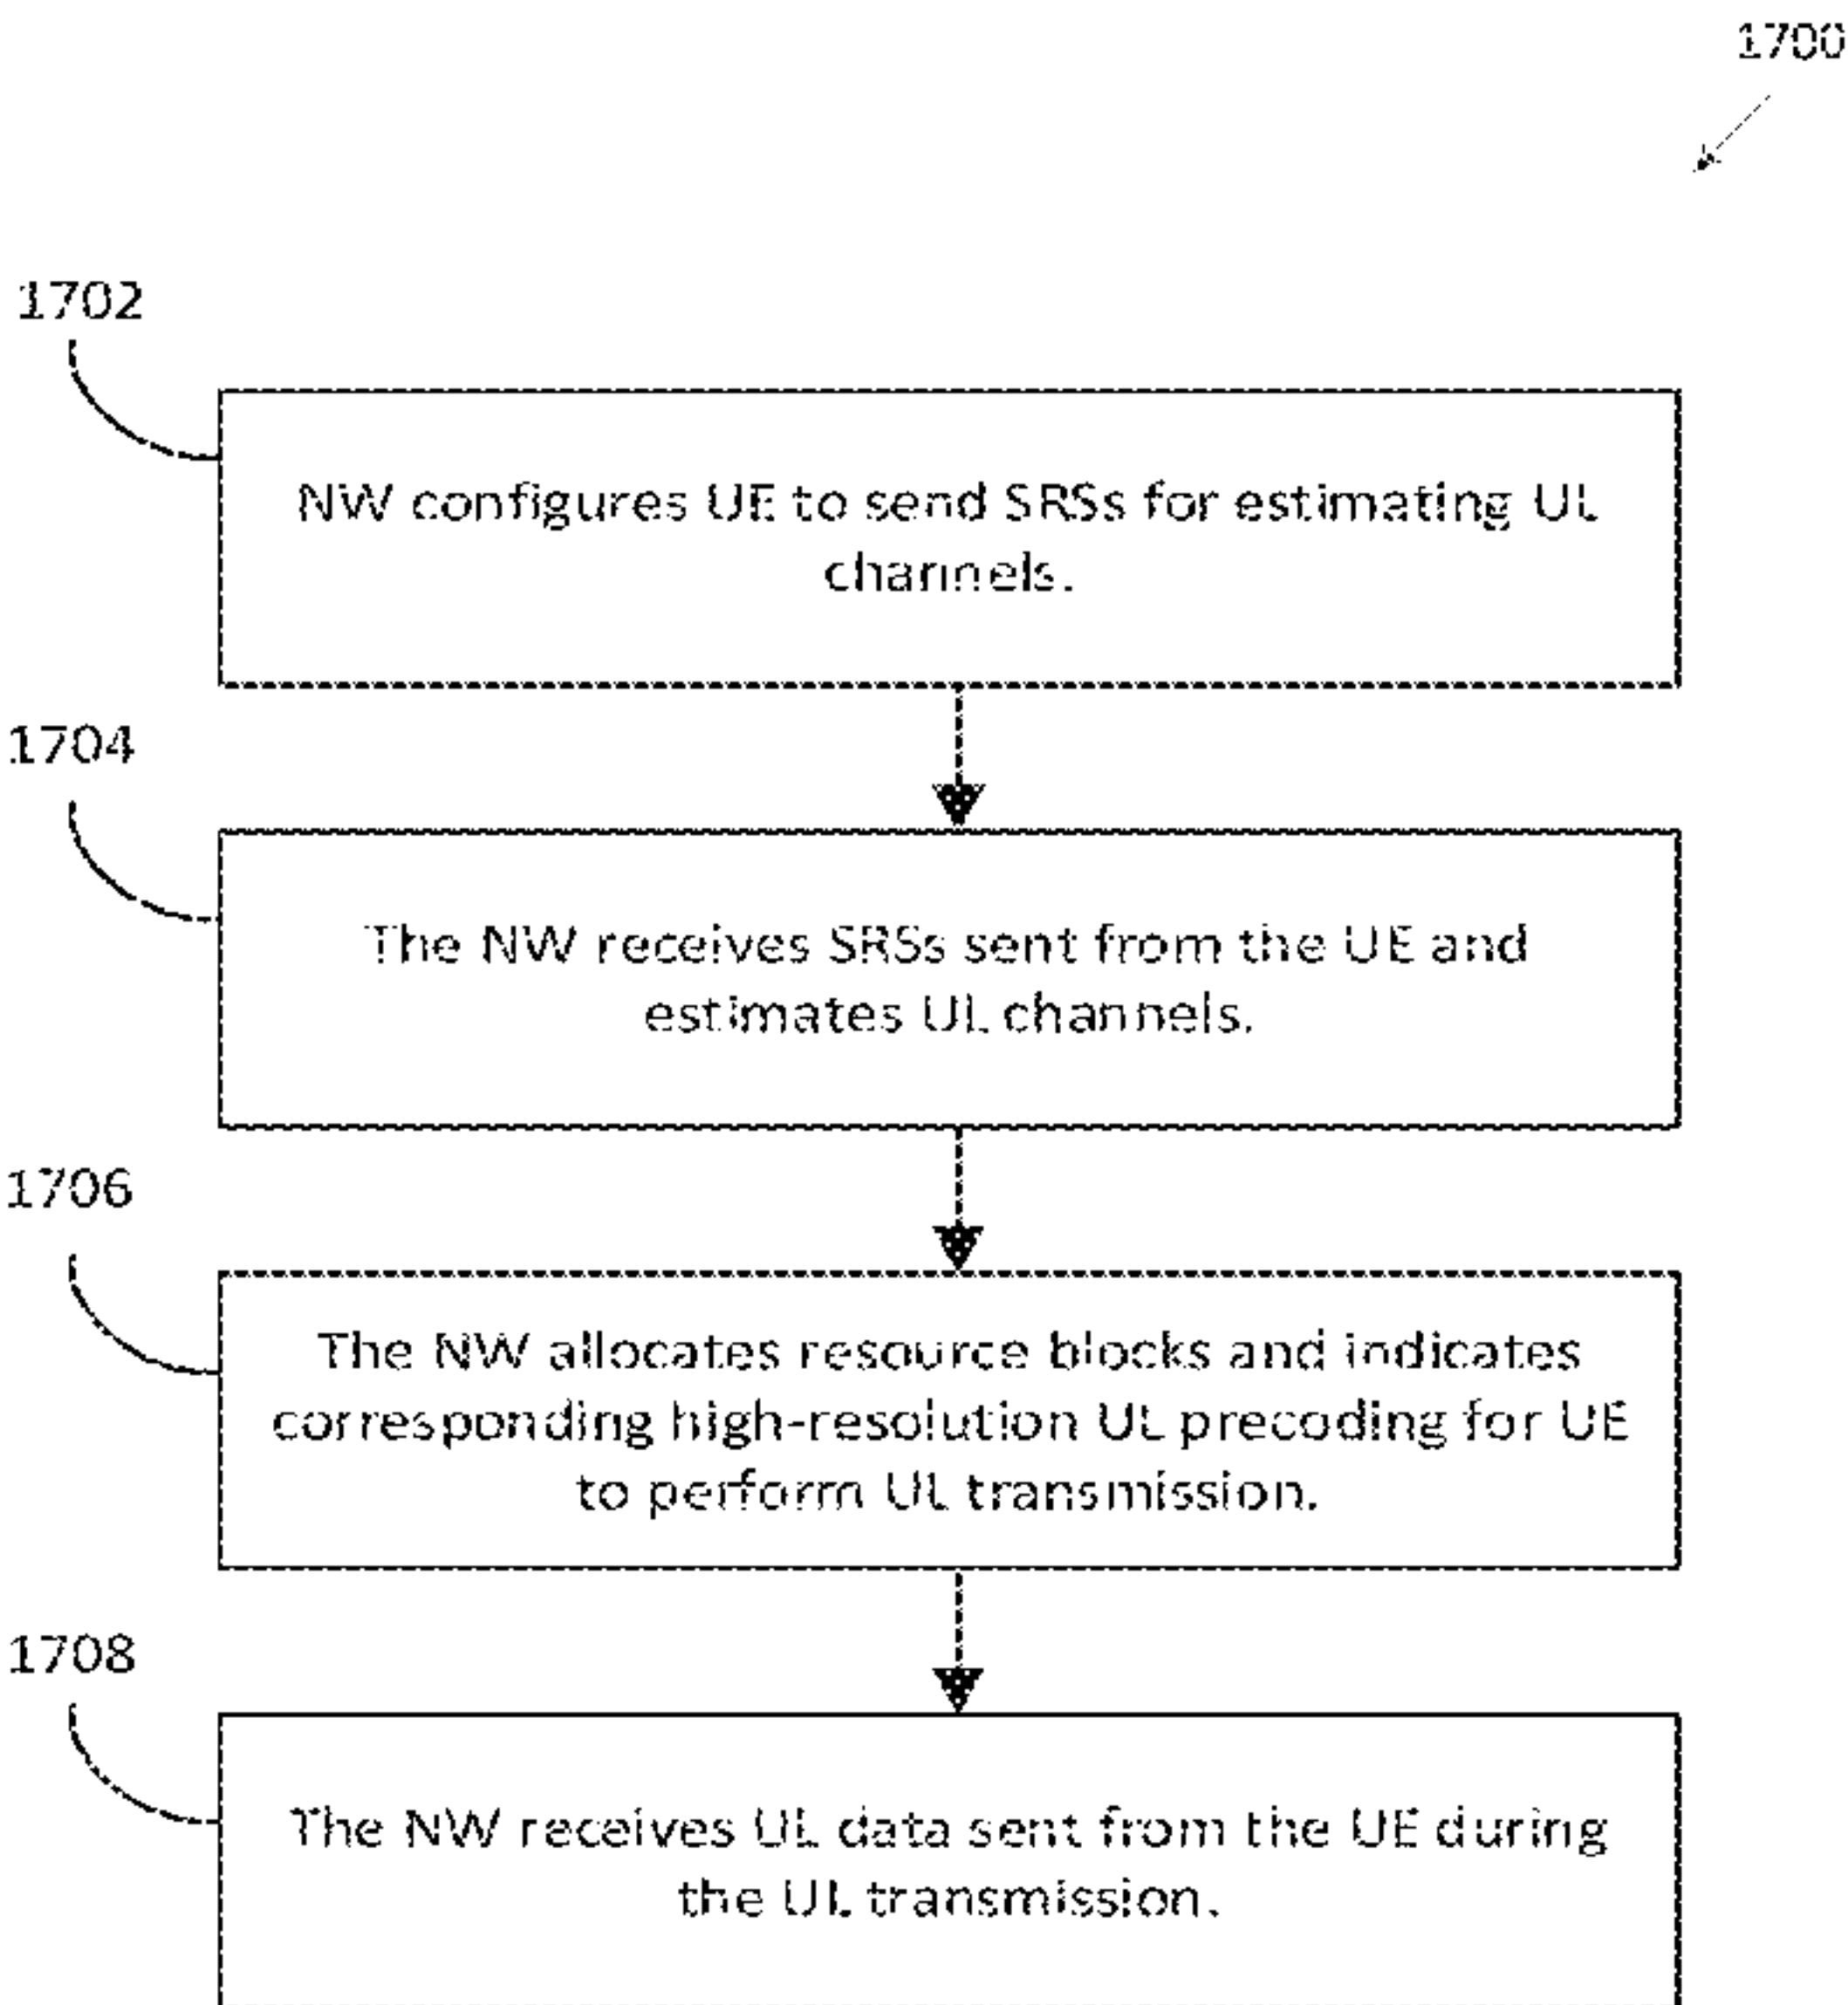 1700
1702
NW configures UE to send SRSs for estimating UL
channels.
1704
The NW receives SRSs sent from the UE and
estimates UL channels.
1706
The NW allocates resource blocks and indicates
corresponding high-resolution UL precoding for UE
to perform UL transmission.
1708
The NW receives UL data sent from the UE during
the UL transmission.